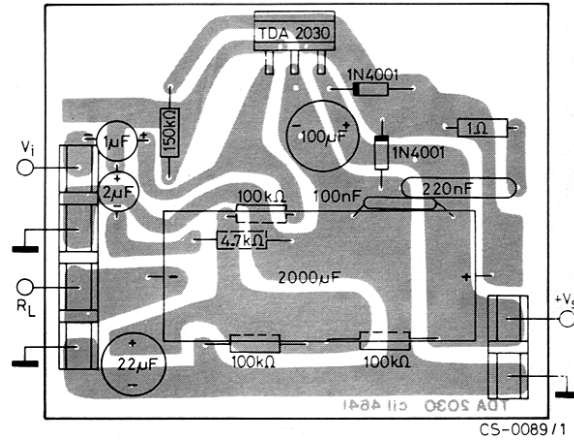 TDA 2030
1N4001
150kΩ
1µF
100µF
1Ω
Vi
1N4001
2µF
100kΩ
100nF
220nF
4.7kΩ
2000µF
RL
+Vs
22µF
100kΩ
100kΩ
TDA 2030 cil 4641
CS-0089/1